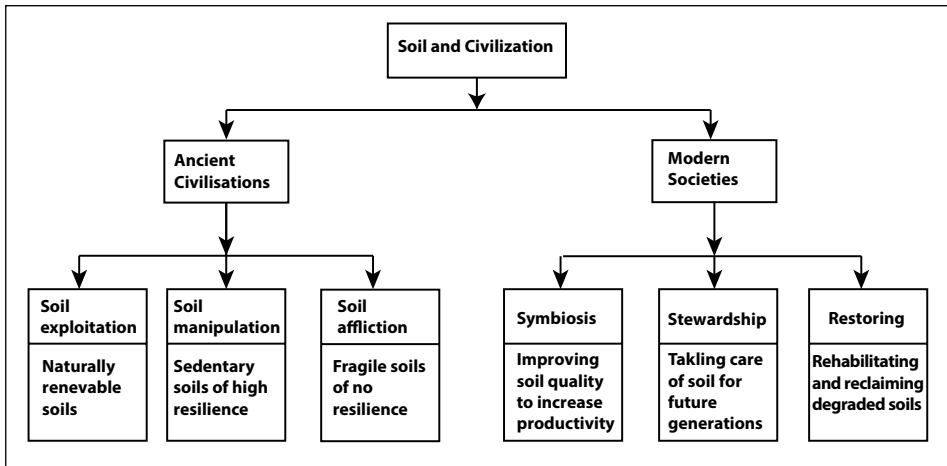 Soil and Civilization
Ancient
Civilisations
Modern
Societies
Soil
exploitation
Naturally
renevable
soils
Soil
manipulation
Sedentary
soils of high
resilience
Soil
affliction
Fragile soils
of no
resilience
Symbiosis
Improving
soil quality
to increase
productivity
Stewardship
Takling care
of soil for
future
generations
Restoring
Rehabilitating
and reclaiming
degraded soils